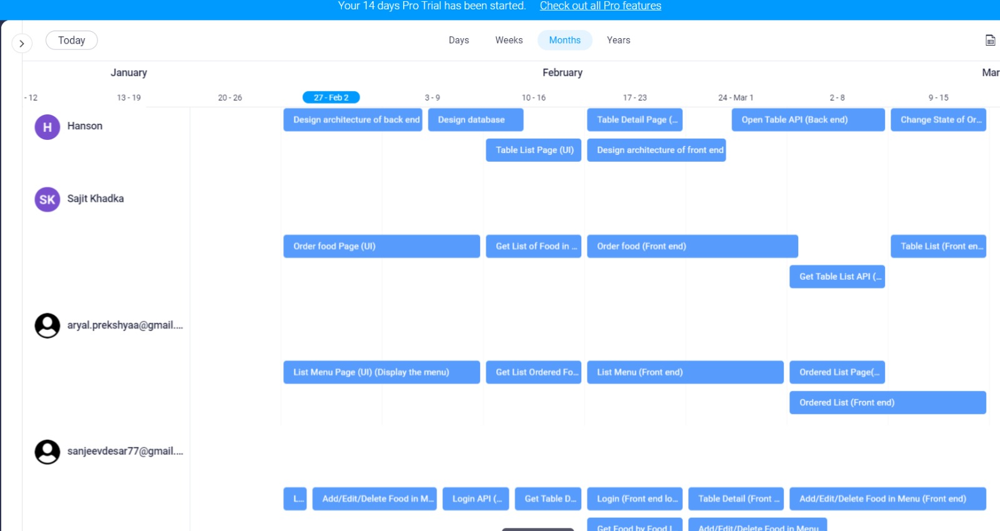 Your 14 days Pro Trial has been started. Check out all Pro features
Today Days Weeks Months Years
January February Mar
- 12 13 - 19 20 - 26 27 - Feb 2 3 - 9 10 - 16 17 - 23 24 - Mar 1 2 - 8 9 - 15
H Hanson Design architecture of back end Design database Table Detail Page (... Open Table API (Back end) Change State of Or...
Table List Page (UI) Design architecture of front end
SK Sajit Khadka
Order food Page (UI) Get List of Food in ... Order food (Front end) Table List (Front en...
Get Table List API (...
aryal.prekshyaa@gmail....
List Menu Page (UI) (Display the menu) Get List Ordered Fo... List Menu (Front end) Ordered List Page(...
Ordered List (Front end)
sanjeevdesar77@gmail....
L... Add/Edit/Delete Food in M... Login API (... Get Table D... Login (Front end lo... Table Detail (Front ... Add/Edit/Delete Food in Menu (Front end)
Get Food by Food I... Add/Edit/Delete Food in Menu